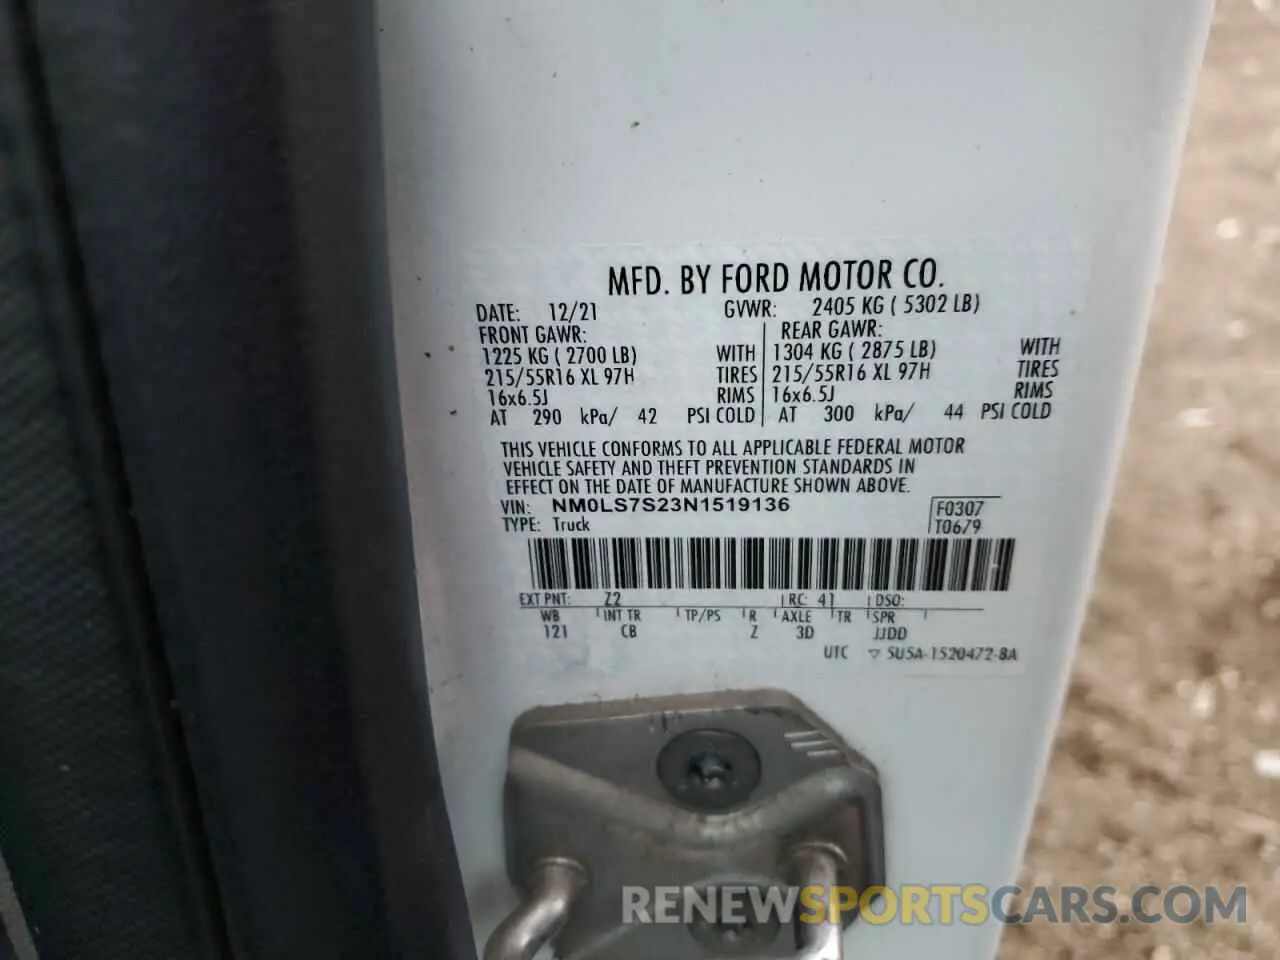 MFD. BY FORD MOTOR CO.
DATE: 12/21 GVWR: 2405 KG ( 5302 LB)
FRONT GAWR: REAR GAWR:
1225 KG ( 2700 LB) WITH 1304 KG ( 2875 LB) WITH
215/55R16 XL 97H TIRES 215/55R16 XL 97H TIRES
16x6.5J RIMS 16x6.5J RIMS
AT 290 kPa/ 42 PSI COLD AT 300 kPa/ 44 PSI COLD
THIS VEHICLE CONFORMS TO ALL APPLICABLE FEDERAL MOTOR
VEHICLE SAFETY AND THEFT PREVENTION STANDARDS IN
EFFECT ON THE DATE OF MANUFACTURE SHOWN ABOVE.
VIN: NM0LS7S23N1519136 F0307
TYPE: Truck T0679
EXT PNT: Z2 RC: 41 DSO:
WB INT TR TP/PS R AXLE TR SPR
121 CB Z 3D JJDD
UTC ▽ 5U5A-1520472-BA
RENEWSPORTSCARS.COM